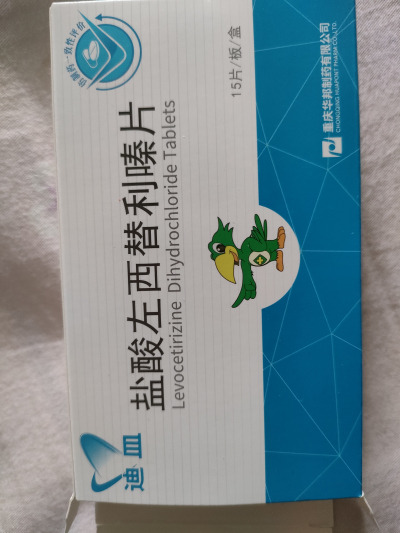 仿制药一致性评价
15片/板/盒
重庆华邦制药有限公司
CHONGQING HUAPONT PHARM.CO.,LTD.
盐酸左西替利嗪片
Levocetirizine Dihydrochloride Tablets
迪皿